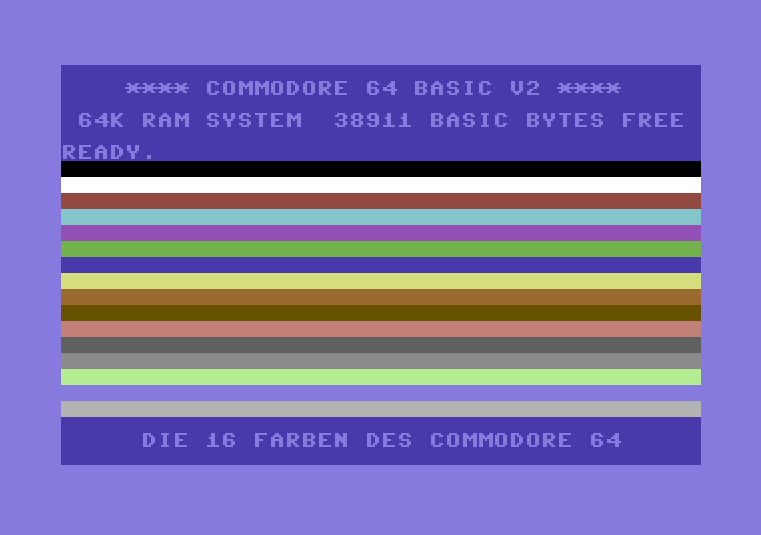 **** COMMODORE 64 BASIC V2 ****
64K RAM SYSTEM  38911 BASIC BYTES FREE
READY.
DIE 16 FARBEN DES COMMODORE 64